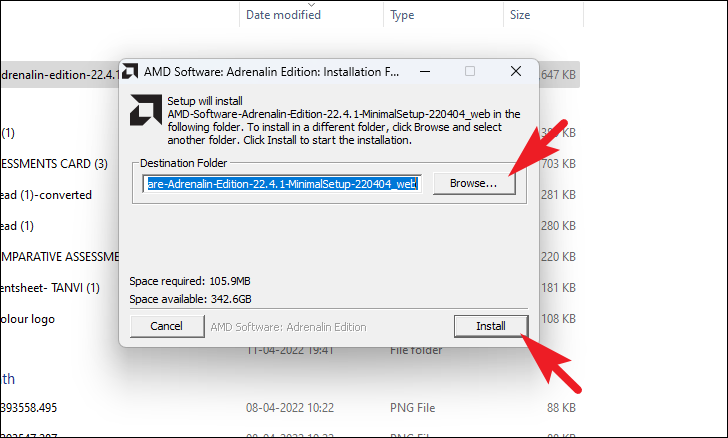 Date modified Type Size
drenalin-edition-22.4.1 647 KB
AMD Software: Adrenalin Edition: Installation F...
Setup will install
AMD-Software-Adrenalin-Edition-22.4.1-MinimalSetup-220404_web in the
following folder. To install in a different folder, click Browse and select
another folder. Click Install to start the installation.
(1) KB
SSESSMENTS CARD (3) 703 KB
Destination Folder
are-Adrenalin-Edition-22.4.1-MinimalSetup-220404_web Browse...
ead (1)-converted 291 KB
ead (1) 280 KB
OMPARATIVE ASSESSME 220 KB
entsheet- TANVI (1) 181 KB
Space required: 105.9MB
Space available: 342.6GB
colour logo 108 KB
Cancel AMD Software: Adrenalin Edition Install
11-04-2022 19:41 File folder
th
393558.495 08-04-2022 10:22 PNG File 88 KB
393547.287 08-04-2022 10:22 PNG File 88 KB